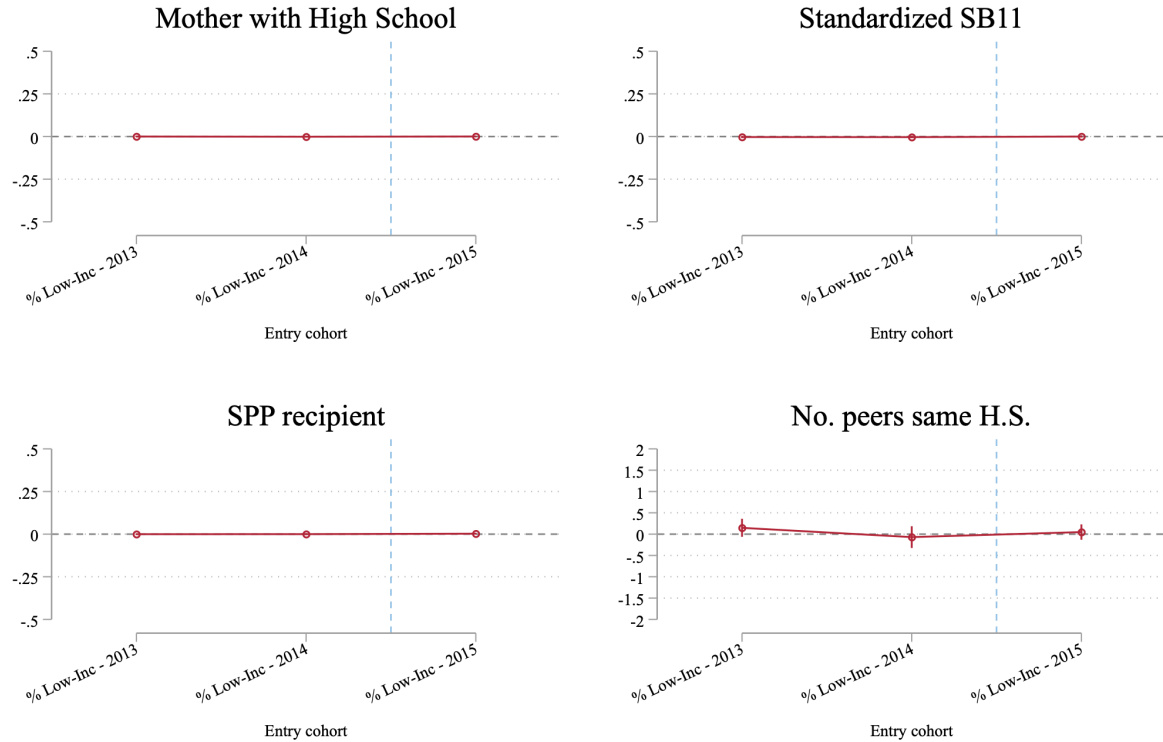 Mother with High School
.5
.25
0
-.25
-.5
% Low-Inc - 2013
% Low-Inc - 2014
% Low-Inc - 2015
Entry cohort
Standardized SB11
.5
.25
0
-.25
-.5
% Low-Inc - 2013
% Low-Inc - 2014
% Low-Inc - 2015
Entry cohort
SPP recipient
.5
.25
0
-.25
-.5
% Low-Inc - 2013
% Low-Inc - 2014
% Low-Inc - 2015
Entry cohort
No. peers same H.S.
2
1.5
1
.5
0
-.5
-1
-1.5
-2
% Low-Inc - 2013
% Low-Inc - 2014
% Low-Inc - 2015
Entry cohort